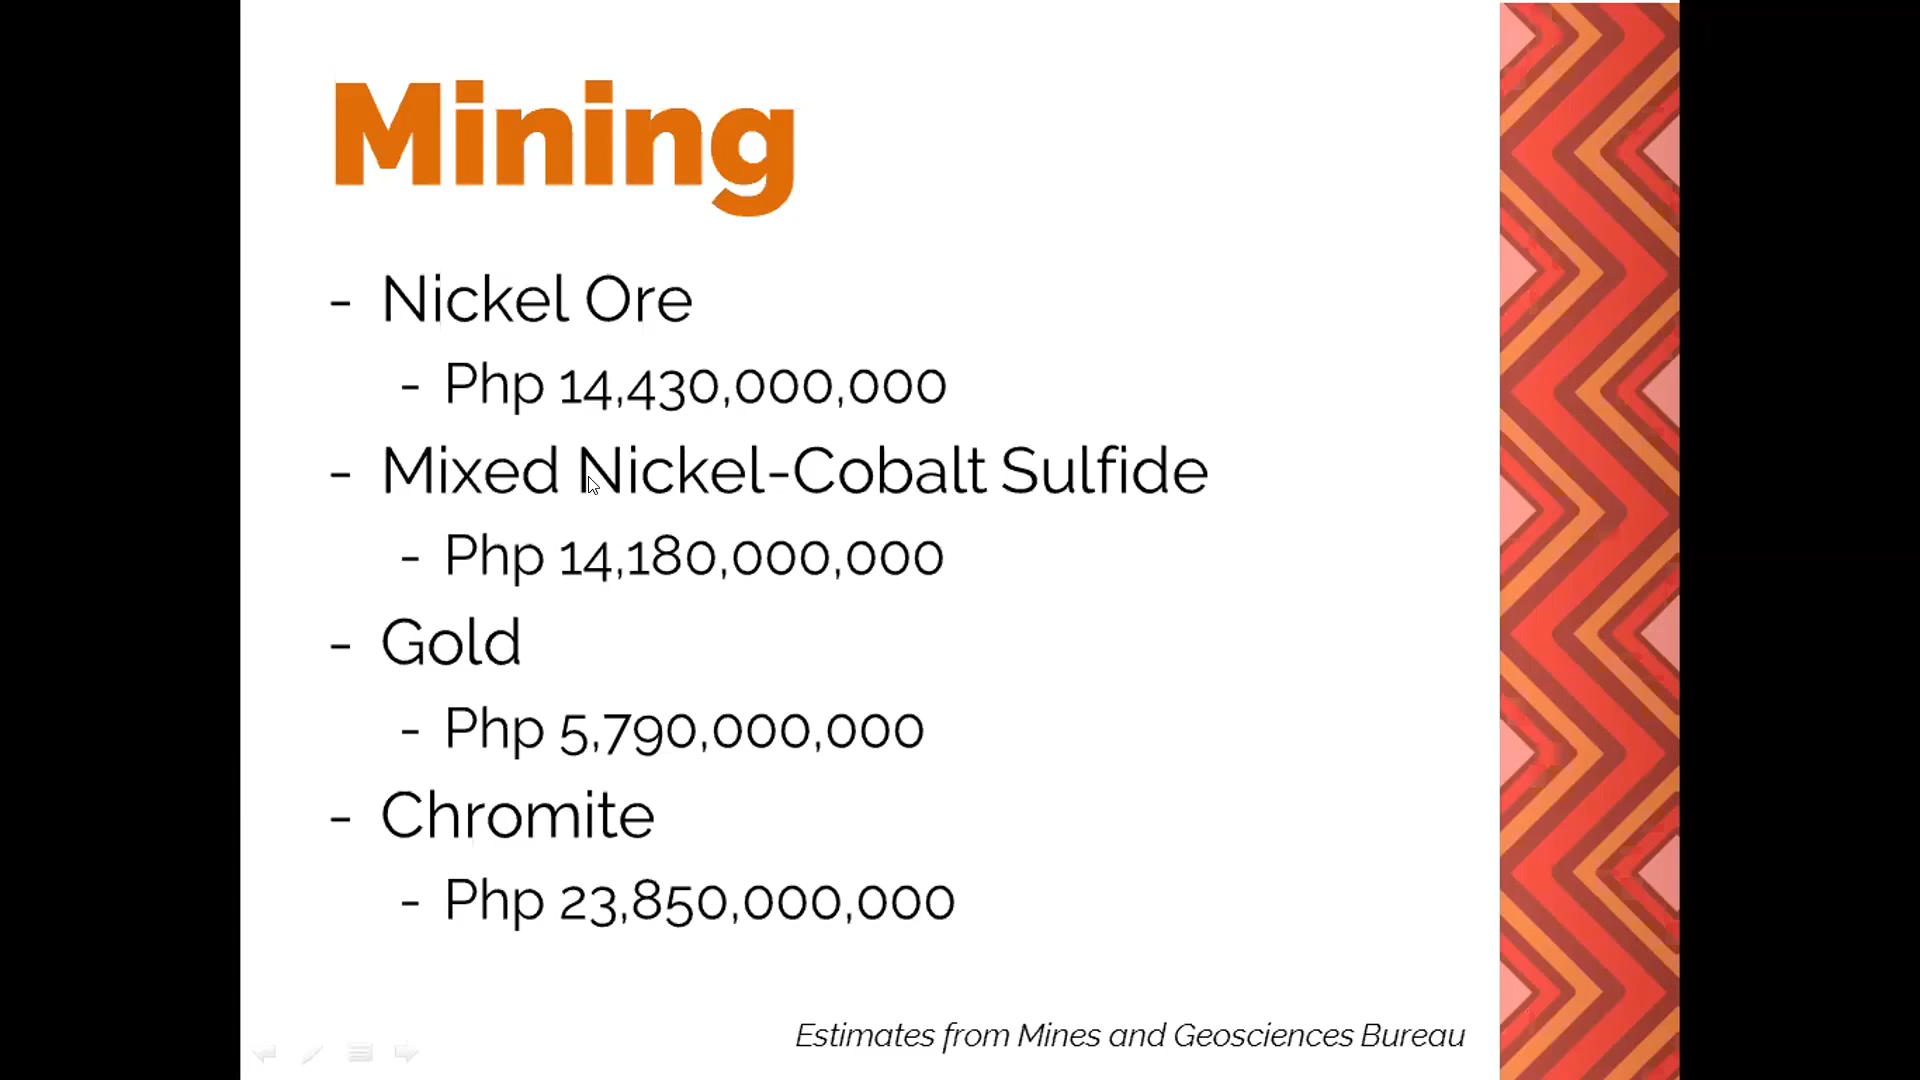 Mining
- Nickel Ore
- Php 14,430,000,000
- Mixed Nickel-Cobalt Sulfide
- Php 14,180,000,000
- Gold
- Php 5,790,000,000
- Chromite
- Php 23,850,000,000
Estimates from Mines and Geosciences Bureau